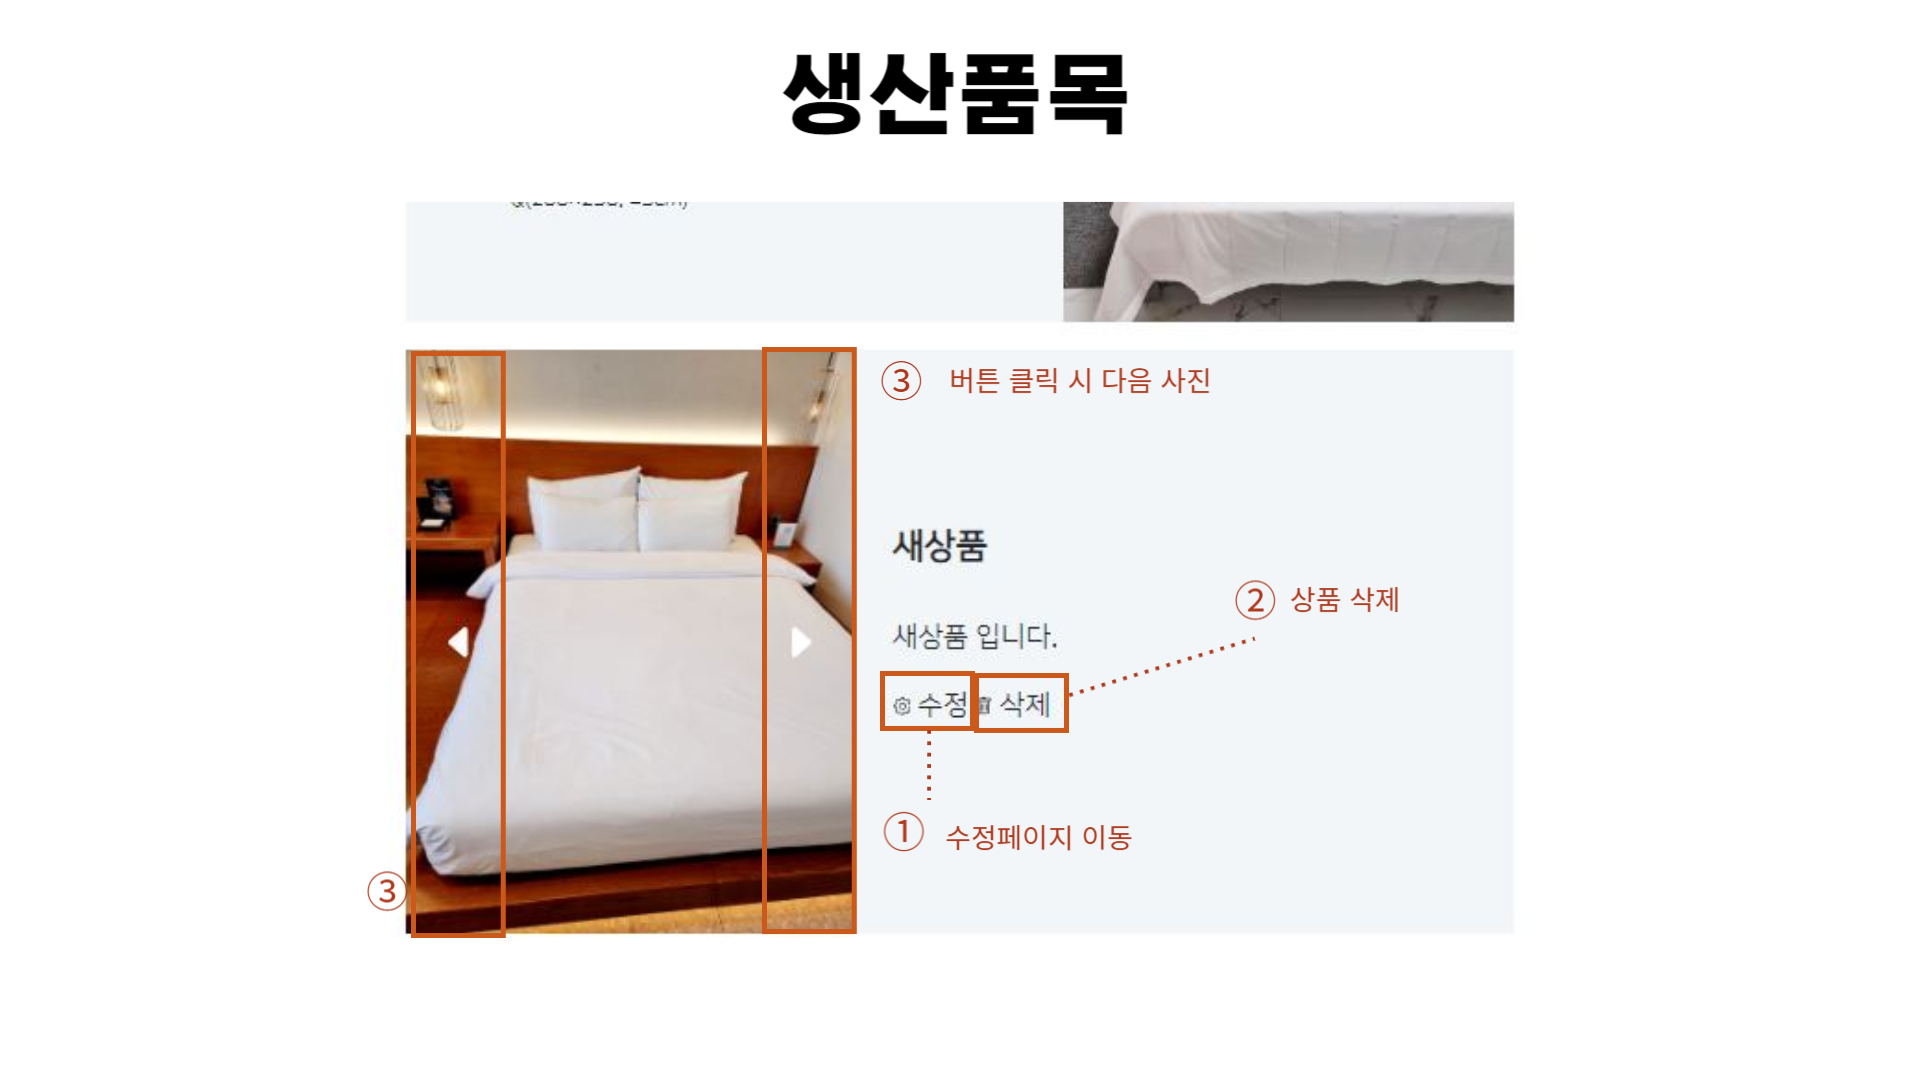 생산품목
③ 버튼 클릭 시 다음 사진
새상품
② 상품 삭제
새상품 입니다.
수정 삭제
① 수정페이지 이동
③